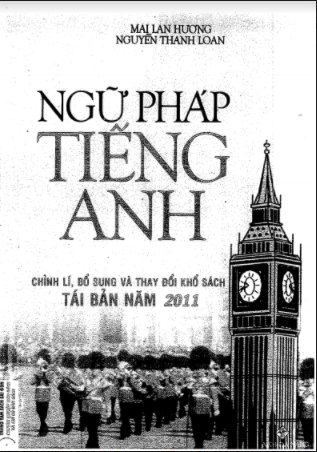 MAI LAN HƯƠNG
NGUYỄN THANH LOAN
NGỮ PHÁP
TIẾNG
ANH
CHỈNH LÍ, BỔ SUNG VÀ THAY ĐỔI KHỔ SÁCH
TÁI BẢN NĂM 2011